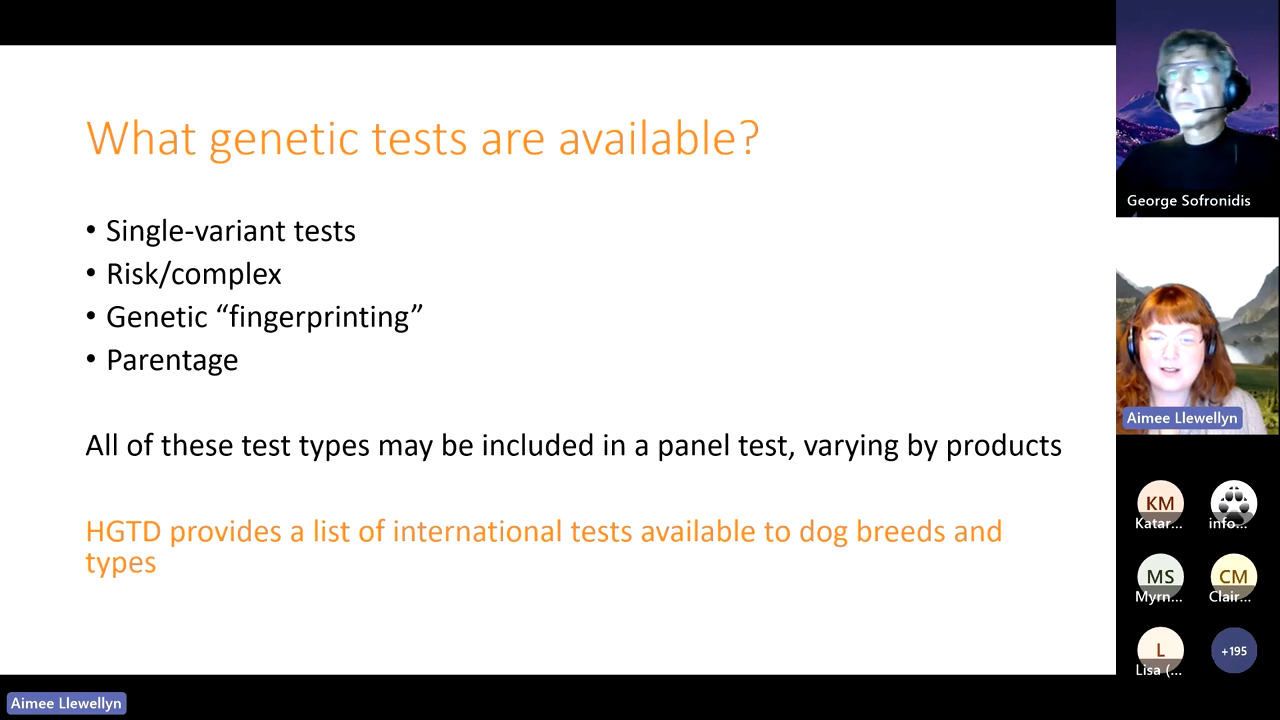 What genetic tests are available?
• Single-variant tests
• Risk/complex
• Genetic “fingerprinting”
• Parentage
All of these test types may be included in a panel test, varying by products
HGTD provides a list of international tests available to dog breeds and
types
George Sofronidis
Aimee Llewellyn
KM
Katar...
info...
MS
Myrn...
CM
Clair...
L
Lisa (...
+195
Aimee Llewellyn